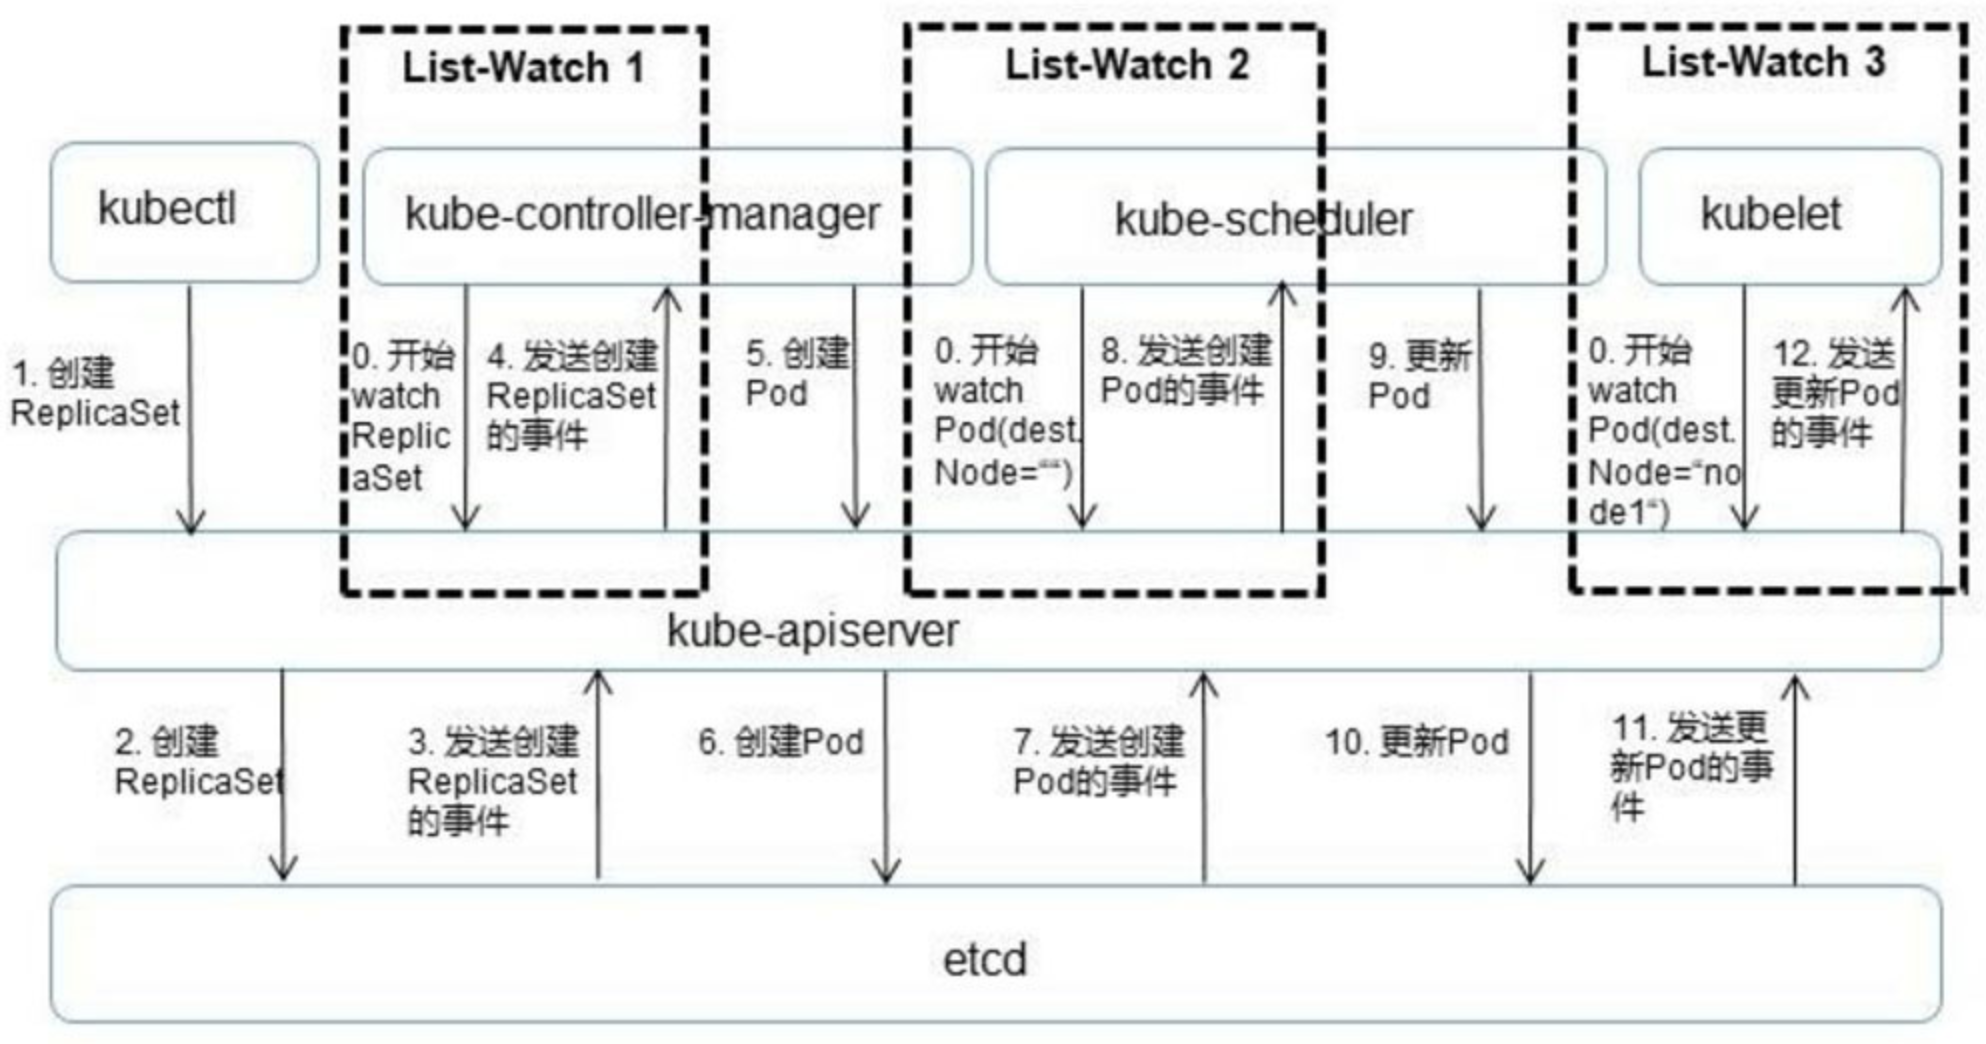 List-Watch 1
List-Watch 2
List-Watch 3
kubectl
kube-controller-manager
kube-scheduler
kubelet
1. 创建
ReplicaSet
0. 开始
watch
Replic
aSet
4. 发送创建
ReplicaSet
的事件
5. 创建
Pod
0. 开始
watch
Pod(dest.
Node=““)
8. 发送创建
Pod的事件
9. 更新
Pod
0. 开始
watch
Pod(dest.
Node=“no
de1“)
12. 发送
更新Pod
的事件
kube-apiserver
2. 创建
ReplicaSet
3. 发送创建
ReplicaSet
的事件
6. 创建Pod
7. 发送创建
Pod的事件
10. 更新Pod
11. 发送更
新Pod的事
件
etcd